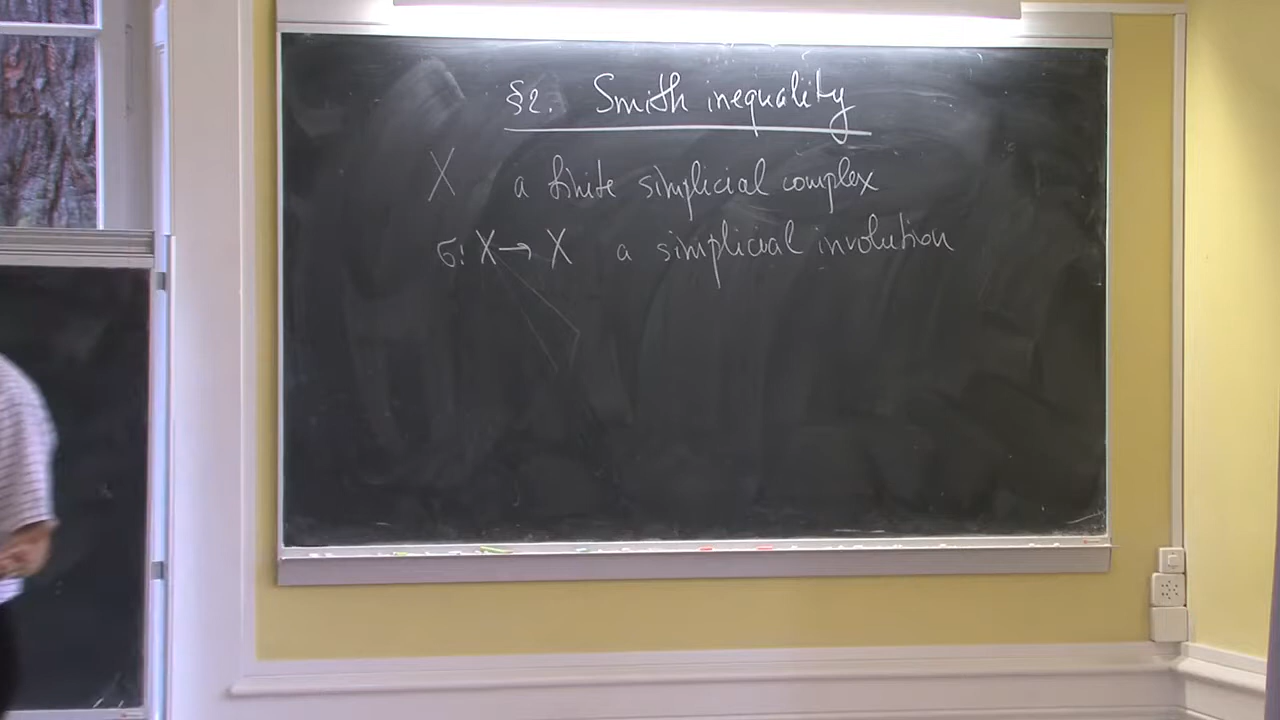 §2. Smith inequality
X a finite simplicial complex
σ: X → X a simplicial involution